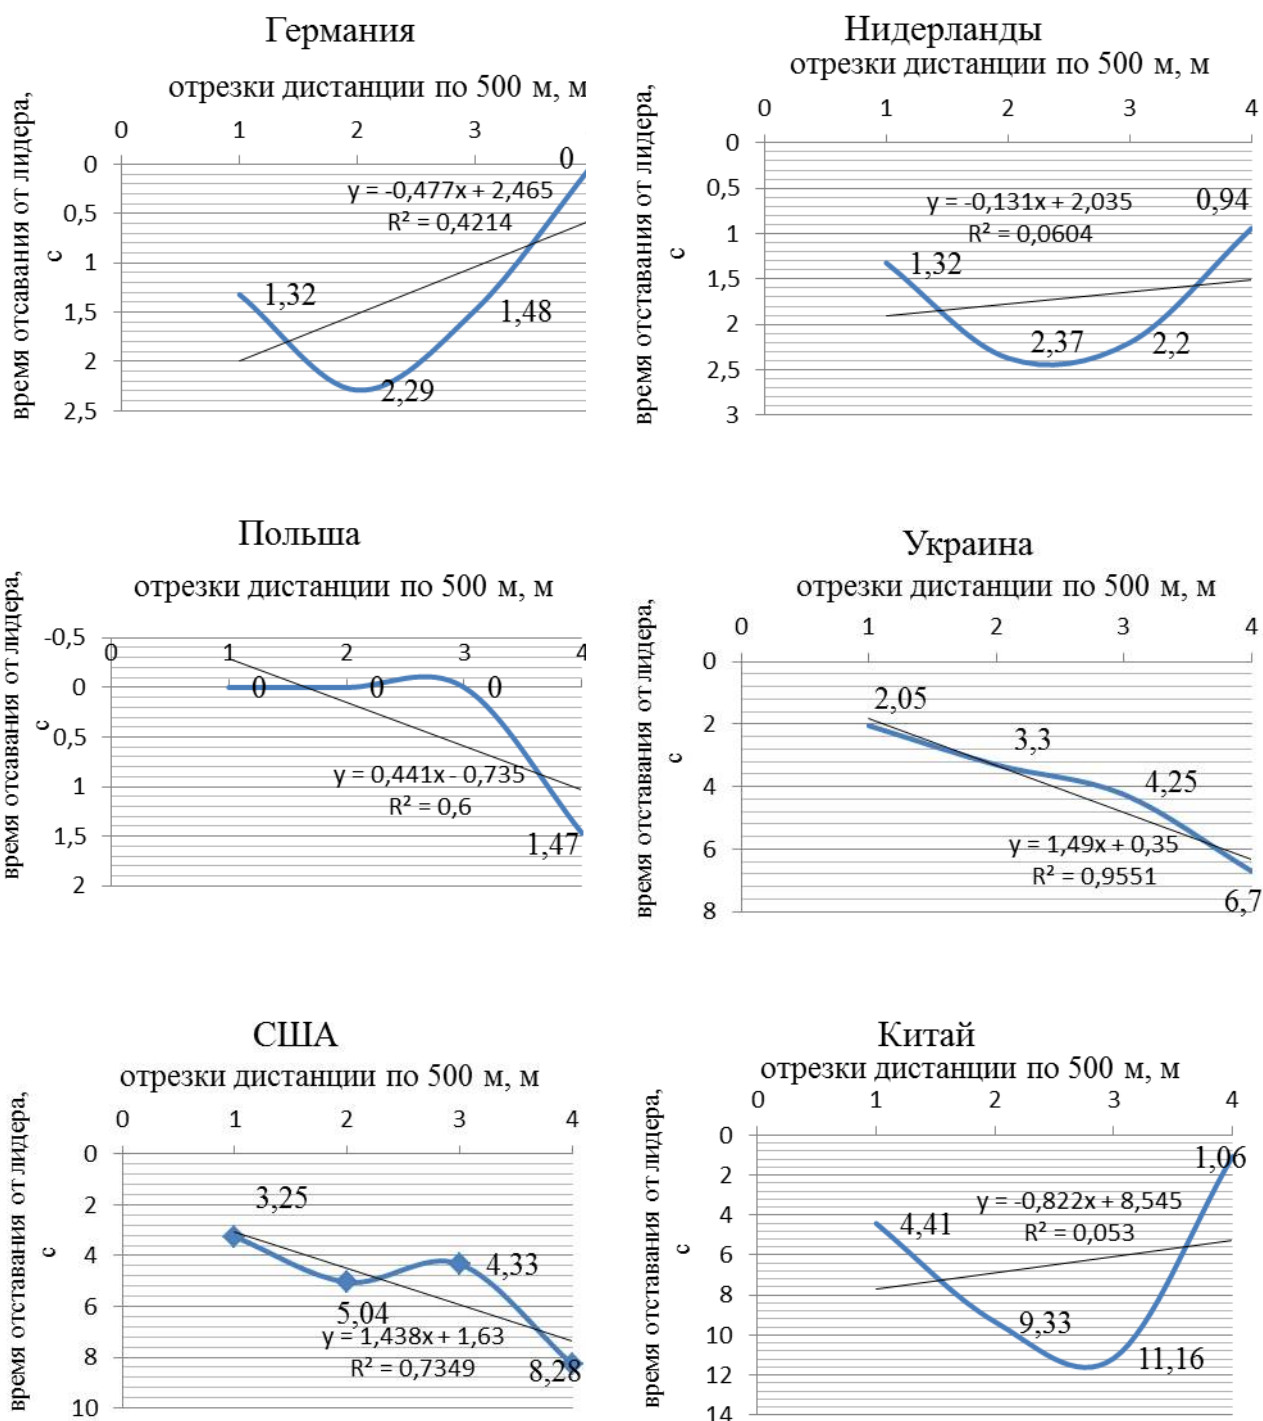 Германия
отрезки дистанции по 500 м, м
время отсавания от лидера,
с
0 1 2 3
0
0,5
1
1,5
2
2,5
0
y = -0,477x + 2,465
R² = 0,4214
1,32
1,48
2,29
Нидерланды
отрезки дистанции по 500 м, м
время отставания от лидера,
с
0 1 2 3 4
0
0,5
1
1,5
2
2,5
3
0,94
y = -0,131x + 2,035
R² = 0,0604
1,32
2,37
2,2
Польша
отрезки дистанции по 500 м, м
время отсавания от лидера,
с
-0,5
0 1 2 3 4
0
0,5
1
1,5
2
0 0 0
y = 0,441x - 0,735
R² = 0,6
1,47
Украина
отрезки дистанции по 500 м, м
время отставания от лидера,
с
0 1 2 3 4
0
2
4
6
8
2,05
3,3
4,25
y = 1,49x + 0,35
R² = 0,9551
6,7
США
отрезки дистанции по 500 м, м
время отставания от лидера,
с
0 1 2 3 4
0
2
4
6
8
10
3,25
4,33
5,04
y = 1,438x + 1,63
R² = 0,7349
8,28
Китай
отрезки дистанции по 500 м, м
время отставания от лидера,
с
0 1 2 3 4
0
2
4
6
8
10
12
14
1,06
y = -0,822x + 8,545
R² = 0,053
4,41
9,33
11,16